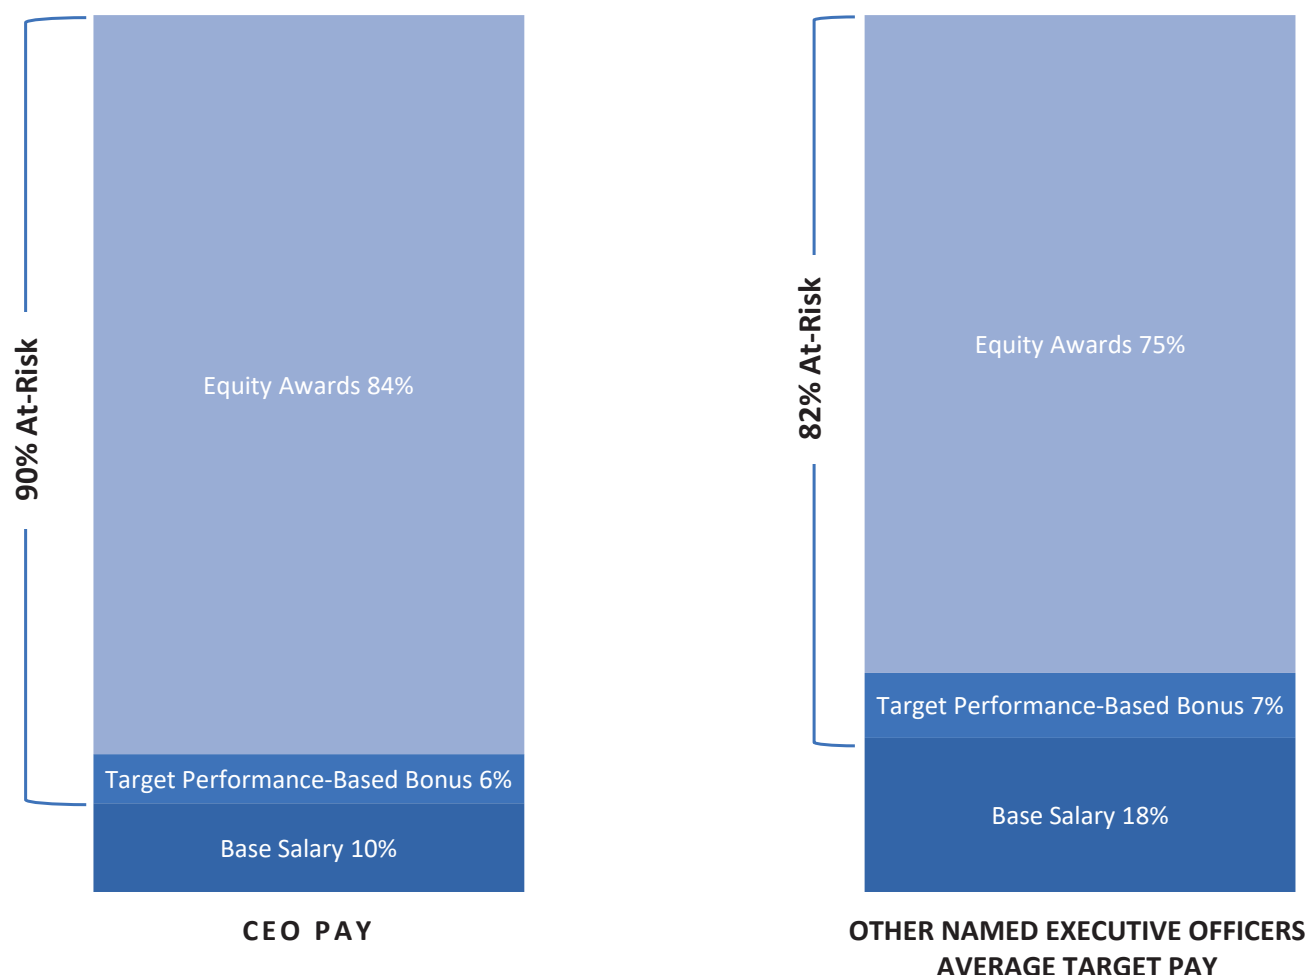 90% At-Risk
Equity Awards 84%
Target Performance-Based Bonus 6%
Base Salary 10%
CEO PAY
82% At-Risk
Equity Awards 75%
Target Performance-Based Bonus 7%
Base Salary 18%
OTHER NAMED EXECUTIVE OFFICERS
AVERAGE TARGET PAY